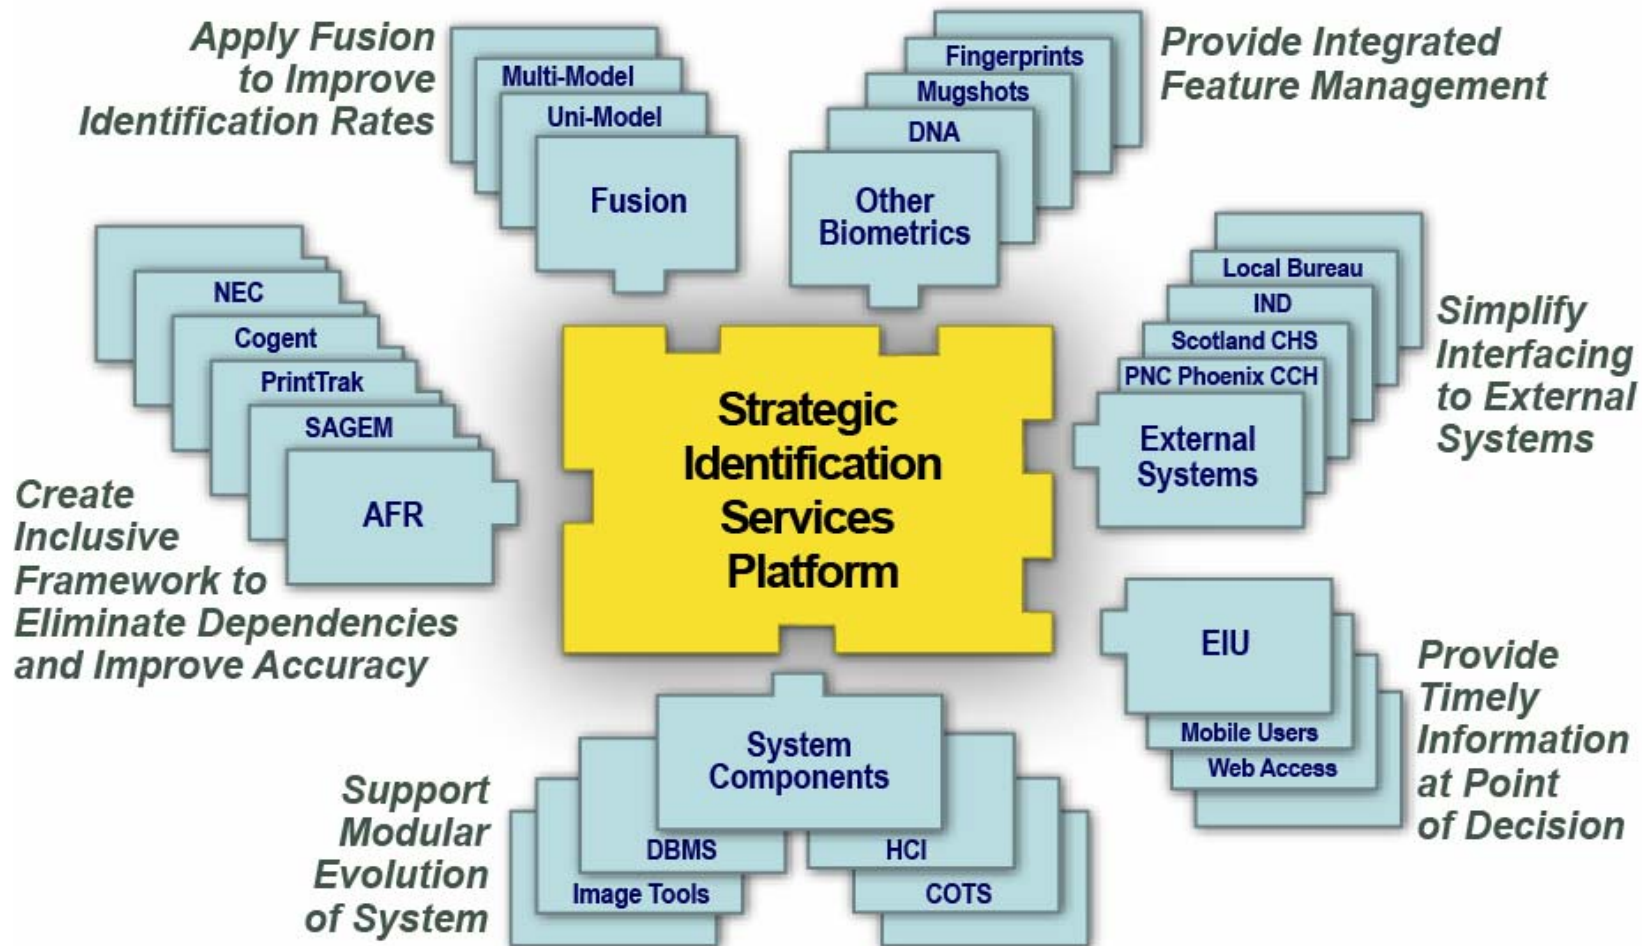 Apply Fusion
to Improve
Identification Rates
Multi-Model
Uni-Model
Fusion
Fingerprints
Mugshots
DNA
Other
Biometrics
Provide Integrated
Feature Management
NEC
Cogent
PrintTrak
SAGEM
AFR
Create
Inclusive
Framework to
Eliminate Dependencies
and Improve Accuracy
Strategic
Identification
Services
Platform
Local Bureau
IND
Scotland CHS
PNC Phoenix CCH
External
Systems
Simplify
Interfacing
to External
Systems
EIU
Mobile Users
Web Access
Provide
Timely
Information
at Point
of Decision
System
Components
DBMS
Image Tools
HCI
COTS
Support
Modular
Evolution
of System